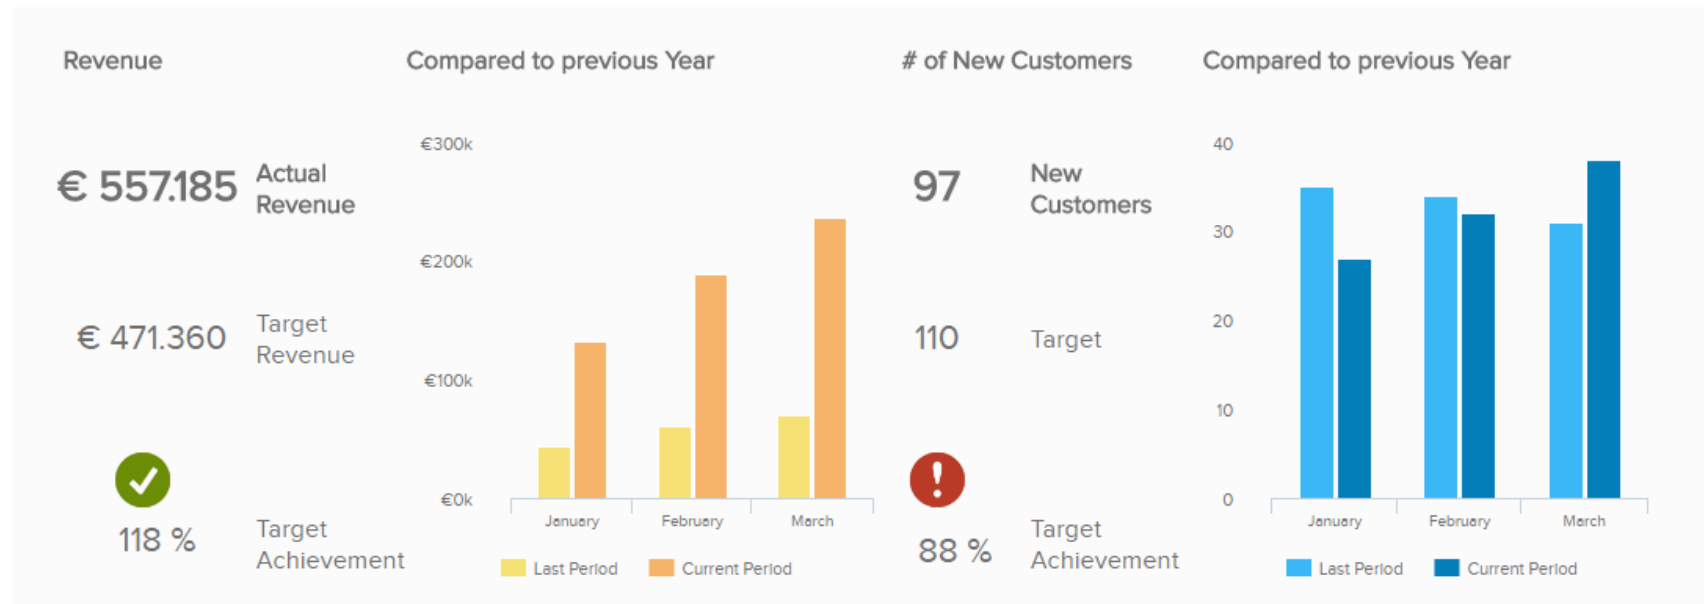 Revenue
€ 557.185
Actual
Revenue
€ 471.360
Target
Revenue
118 %
Target
Achievement
Compared to previous Year
€300k
€200k
€100k
€0k
January
February
March
Last Period
Current Period
# of New Customers
97
New
Customers
110
Target
88 %
Target
Achievement
Compared to previous Year
40
30
20
10
0
January
February
March
Last Period
Current Period